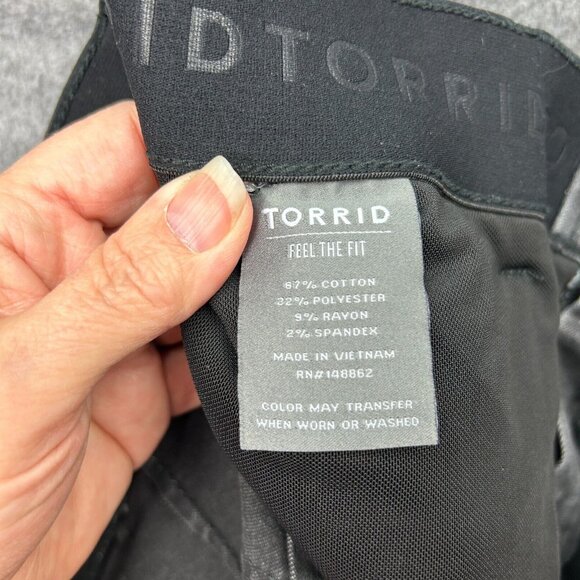 DTORRID
TORRID
FEEL THE FIT
67% COTTON
22% POLYESTER
9% RAYON
2% SPANDEX
MADE IN VIETNAM
RN#148862
COLOR MAY TRANSFER
WHEN WORN OR WASHED